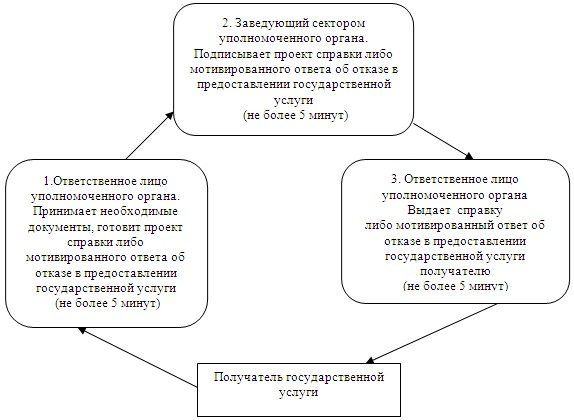 2. Заведующий сектором
уполномоченного органа.
Подписывает проект справки либо
мотивированного ответа об отказе в
предоставлении государственной
услуги
(не более 5 минут)
1.Ответственное лицо
уполномоченного органа.
Принимает необходимые
документы, готовит проект
справки либо
мотивированного ответа об
отказе в предоставлении
государственной услуги
(не более 5 минут)
3. Ответственное лицо
уполномоченного органа
Выдает справку
либо мотивированный ответ об
отказе в предоставлении
государственной услуги
получателю
(не более 5 минут)
Получатель государственной
услуги